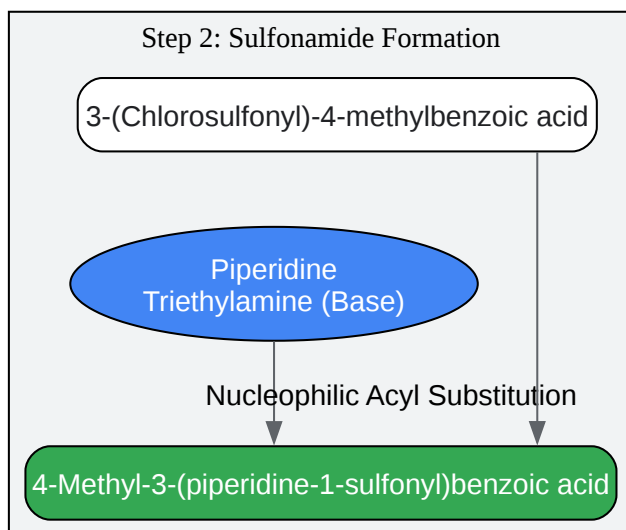 Step 2: Sulfonamide Formation
3-(Chlorosulfonyl)-4-methylbenzoic acid
Piperidine
Triethylamine (Base)
Nucleophilic Acyl Substitution
4-Methyl-3-(piperidine-1-sulfonyl)benzoic acid